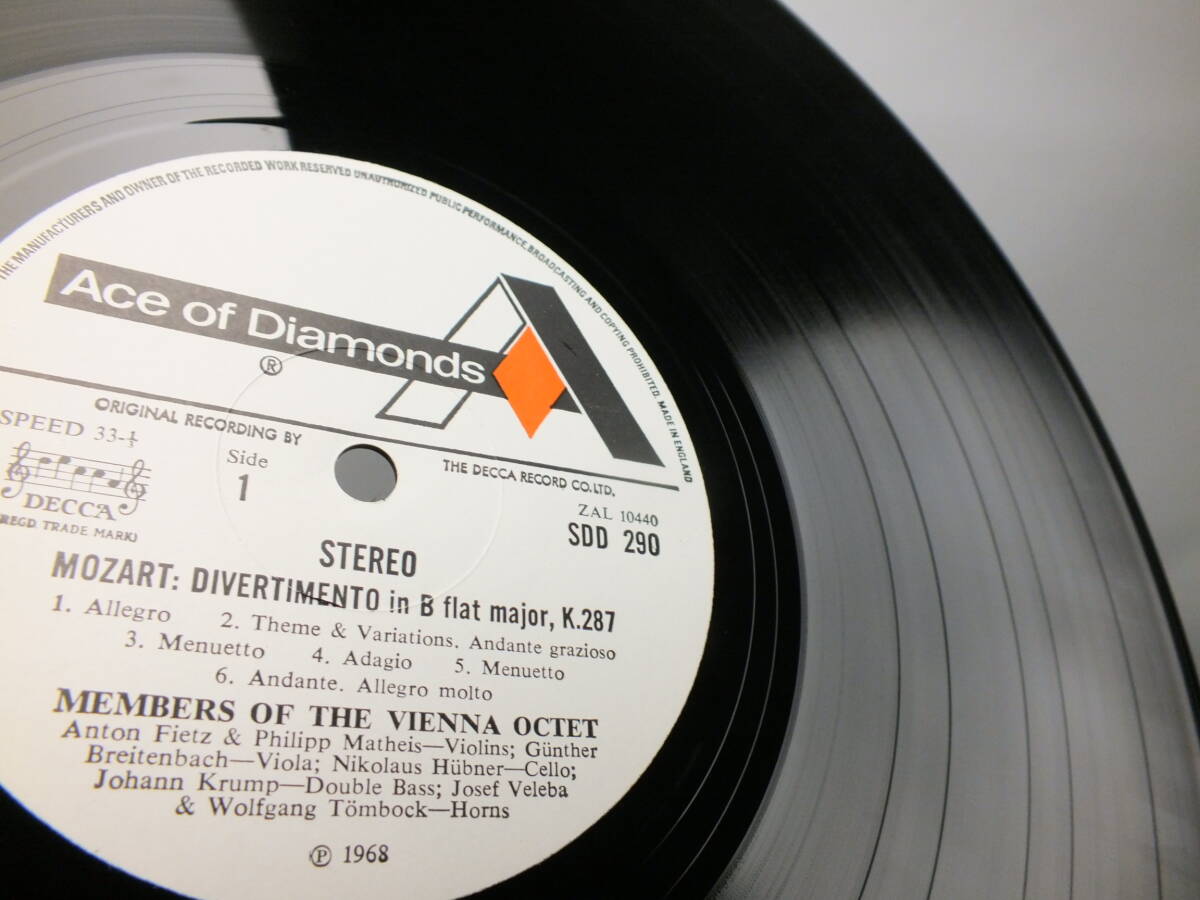 THE MANUFACTURERS AND OWNER OF THE RECORDED WORK RESERVED UNAUTHORIZED PUBLIC PERFORMANCE, BROADCASTING AND COPYING PROHIBITED. MADE IN ENGLAND
Ace of Diamonds
®
ORIGINAL RECORDING BY
THE DECCA RECORD CO. LTD.
SPEED 33-⅓
Side
1
DECCA
REGD. TRADE MARK)
ZAL 10440
SDD 290
STEREO
MOZART: DIVERTIMENTO in B flat major, K.287
1. Allegro 2. Theme & Variations. Andante grazioso
3. Menuetto 4. Adagio 5. Menuetto
6. Andante. Allegro molto
MEMBERS OF THE VIENNA OCTET
Anton Fietz & Philipp Matheis—Violins; Günther
Breitenbach—Viola; Nikolaus Hübner—Cello;
Johann Krump—Double Bass; Josef Veleba
& Wolfgang Tömbock—Horns
℗ 1968